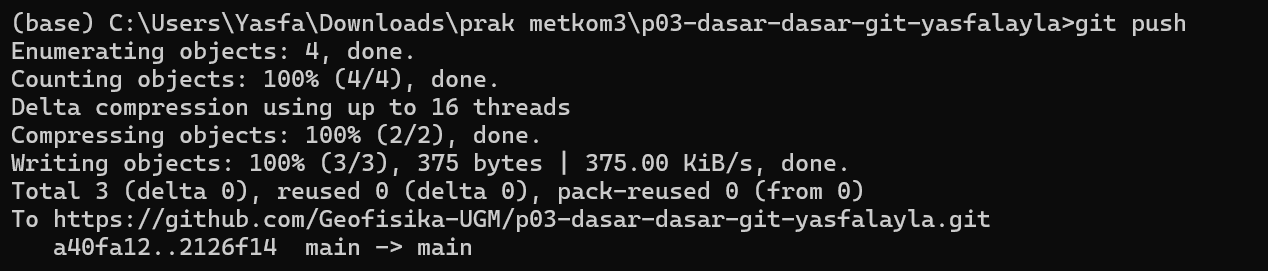 (base) C:\Users\Yasfa\Downloads\prak metkom3\p03-dasar-dasar-git-yasfalayla>git push
Enumerating objects: 4, done.
Counting objects: 100% (4/4), done.
Delta compression using up to 16 threads
Compressing objects: 100% (2/2), done.
Writing objects: 100% (3/3), 375 bytes | 375.00 KiB/s, done.
Total 3 (delta 0), reused 0 (delta 0), pack-reused 0 (from 0)
To https://github.com/Geofisika-UGM/p03-dasar-dasar-git-yasfalayla.git
   a40fa12..2126f14  main -> main